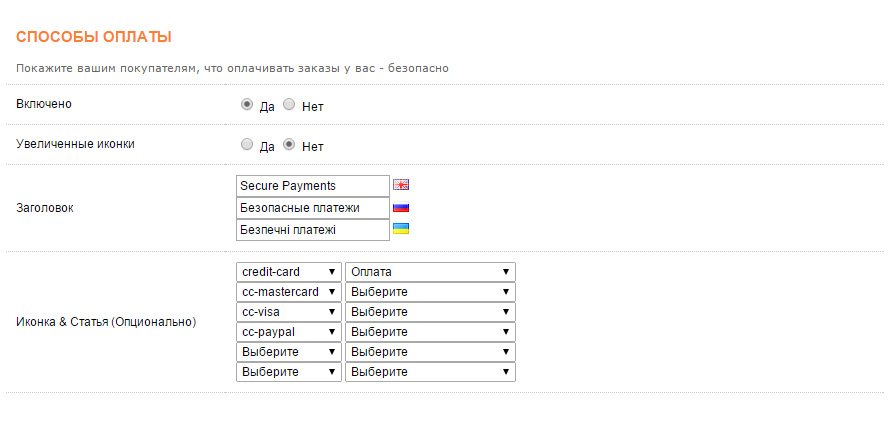 СПОСОБЫ ОПЛАТЫ
Покажите вашим покупателям, что оплачивать заказы у вас - безопасно
Включено Да Нет
Увеличенные иконки Да Нет
Заголовок
Secure Payments
Безопасные платежи
Безпечні платежі
Иконка & Статья (Опционально)
credit-card Оплата
cc-mastercard Выберите
cc-visa Выберите
cc-paypal Выберите
Выберите Выберите
Выберите Выберите